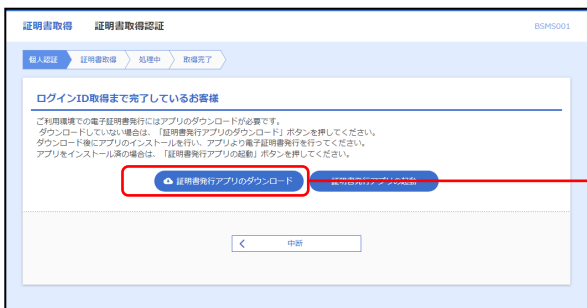 証明書取得 証明書取得認証 BSMS001
個人認証 証明書取得 処理中 取得完了
ログインID取得まで完了しているお客様
ご利用環境での電子証明書発行にはアプリのダウンロードが必要です。
ダウンロードしていない場合は、「証明書発行アプリのダウンロード」ボタンを押してください。
ダウンロード後にアプリのインストールを行い、アプリより電子証明書発行を行ってください。
アプリをインストール済の場合は、「証明書発行アプリの起動」ボタンを押してください。
証明書発行アプリのダウンロード 証明書発行アプリの起動
中断